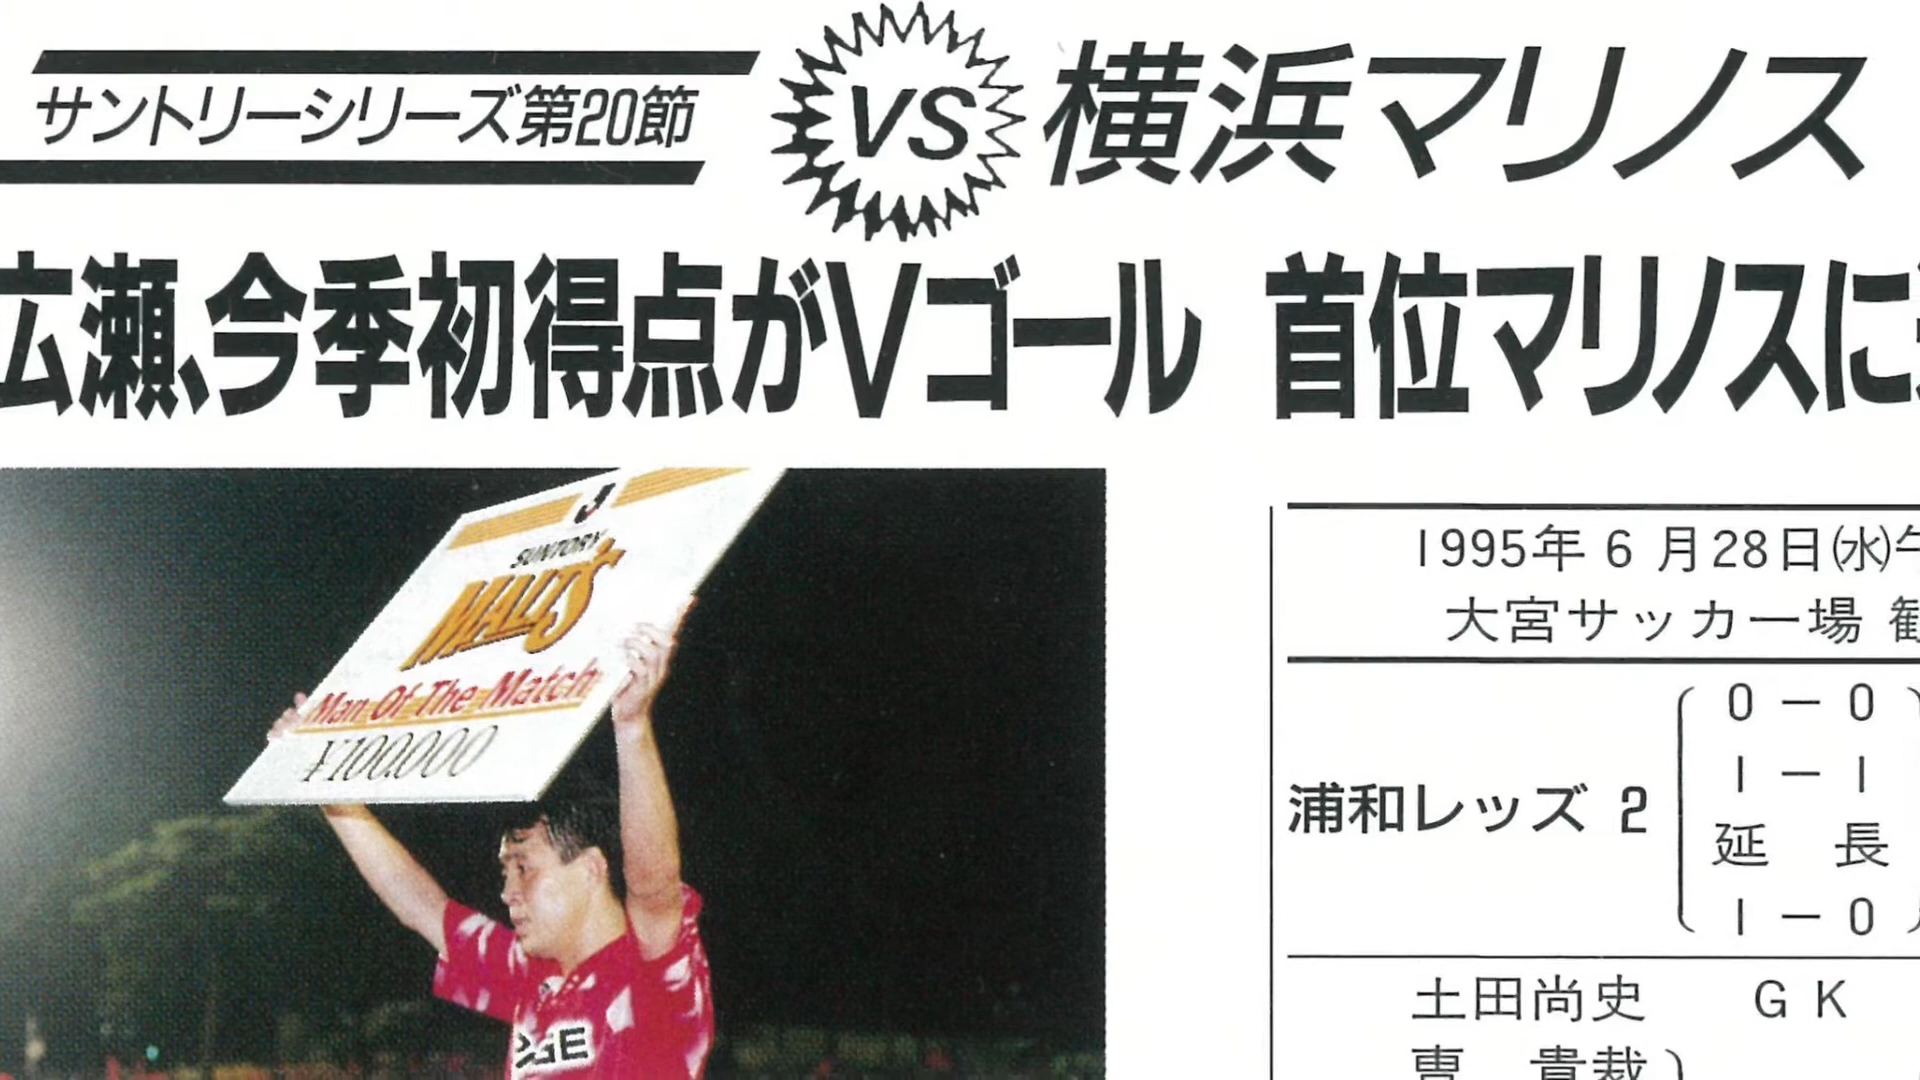 サントリーシリーズ第20節
VS
横浜マリノス
広瀬、今季初得点がVゴール 首位マリノスに
J
SUNTORY
MALT'S
Man Of The Match
¥100,000
1995年6月28日(水)午
大宮サッカー場 観
浦和レッズ 2
0-0
1-1
延 長
1-0
土田尚史 GK